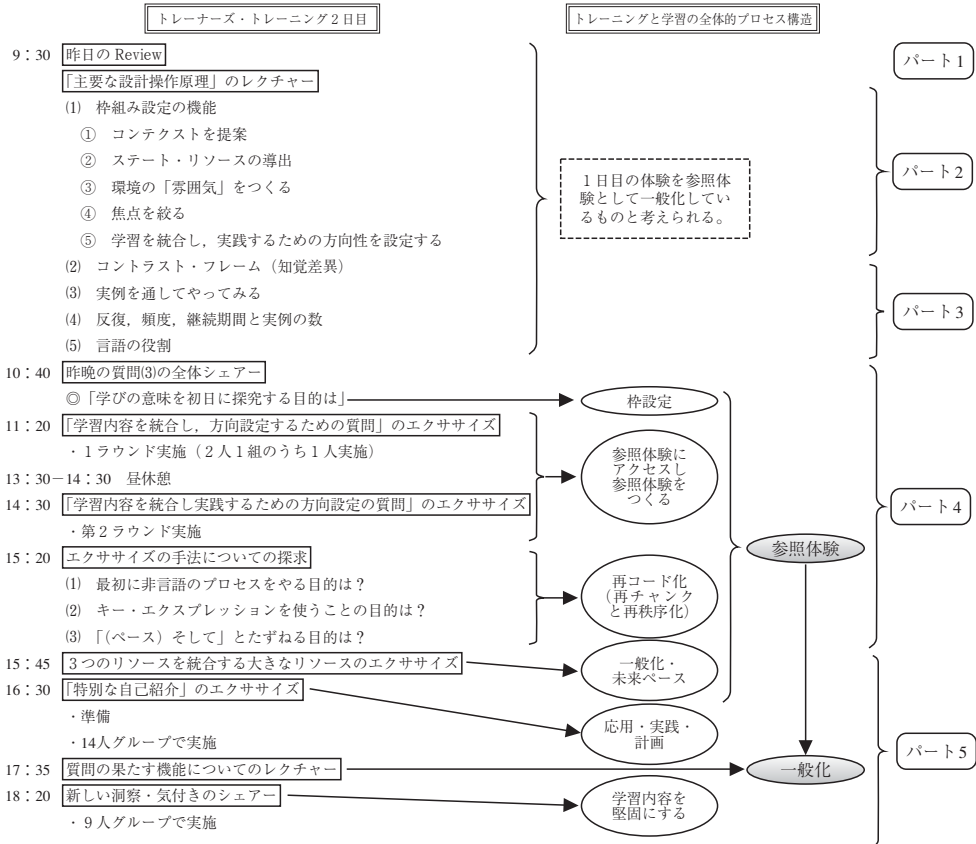 トレーナーズ・トレーニング2日目
トレーニングと学習の全体的プロセス構造
9：30 昨日の Review
「主要な設計操作原理」のレクチャー
⑴ 枠組み設定の機能
① コンテクストを提案
② ステート・リソースの導出
③ 環境の「雰囲気」をつくる
④ 焦点を絞る
⑤ 学習を統合し，実践するための方向性を設定する
⑵ コントラスト・フレーム（知覚差異）
⑶ 実例を通してやってみる
⑷ 反復，頻度，継続期間と実例の数
⑸ 言語の役割
1日目の体験を参照体
験として一般化してい
るものと考えられる。
パート1
パート2
パート3
10：40 昨晩の質問⑶の全体シェアー
◎「学びの意味を初日に探究する目的は」
枠設定
11：20 「学習内容を統合し，方向設定するための質問」のエクササイズ
・1ラウンド実施（2人1組のうち1人実施）
13：30－14：30 昼休憩
14：30 「学習内容を統合し実践するための方向設定の質問」のエクササイズ
・第2ラウンド実施
参照体験に
アクセスし
参照体験を
つくる
パート4
15：20 エクササイズの手法についての探求
⑴ 最初に非言語のプロセスをやる目的は？
⑵ キー・エクスプレッションを使うことの目的は？
⑶ 「（ペース）そして」とたずねる目的は？
再コード化
（再チャンク
と再秩序化）
参照体験
15：45 3つのリソースを統合する大きなリソースのエクササイズ
一般化・
未来ペース
16：30 「特別な自己紹介」のエクササイズ
・準備
・14人グループで実施
応用・実践・
計画
17：35 質問の果たす機能についてのレクチャー
一般化
18：20 新しい洞察・気付きのシェアー
・9人グループで実施
学習内容を
堅固にする
パート5